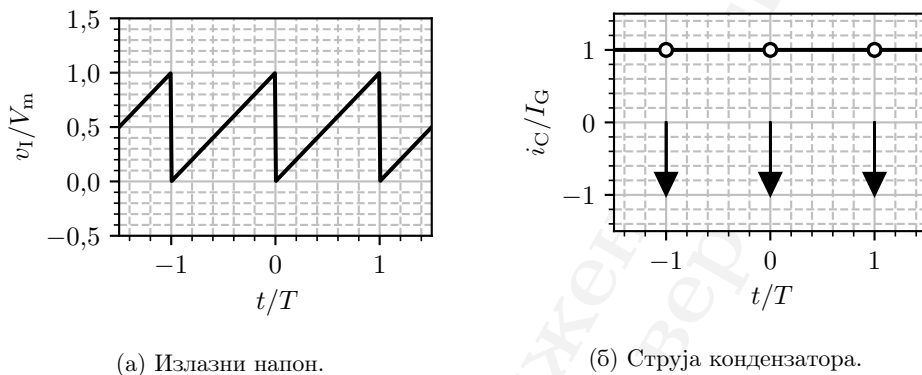 1,5
1,0
0,5
0,0
−0,5
v_I/V_m
−1
0
1
t/T
(а) Излазни напон.
1
0
−1
i_C/I_G
−1
0
1
t/T
(б) Струја кондензатора.